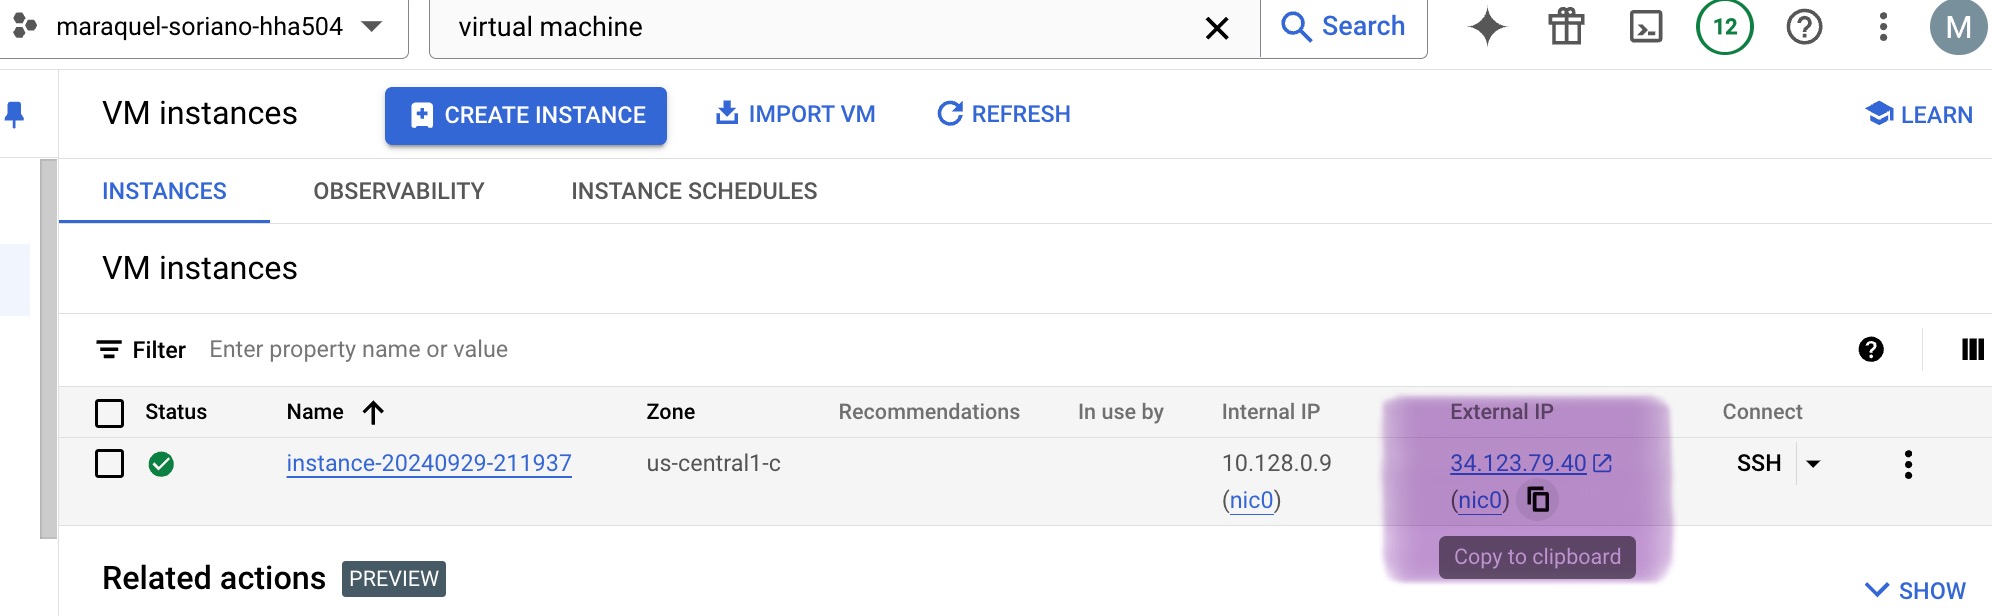 maraquel-soriano-hha504 virtual machine Search 12 M
VM instances CREATE INSTANCE IMPORT VM REFRESH LEARN
INSTANCES OBSERVABILITY INSTANCE SCHEDULES
VM instances
Filter Enter property name or value
Status Name Zone Recommendations In use by Internal IP External IP Connect
instance-20240929-211937 us-central1-c 10.128.0.9 34.123.79.40 SSH
(nic0) (nic0)
Copy to clipboard
Related actions PREVIEW SHOW